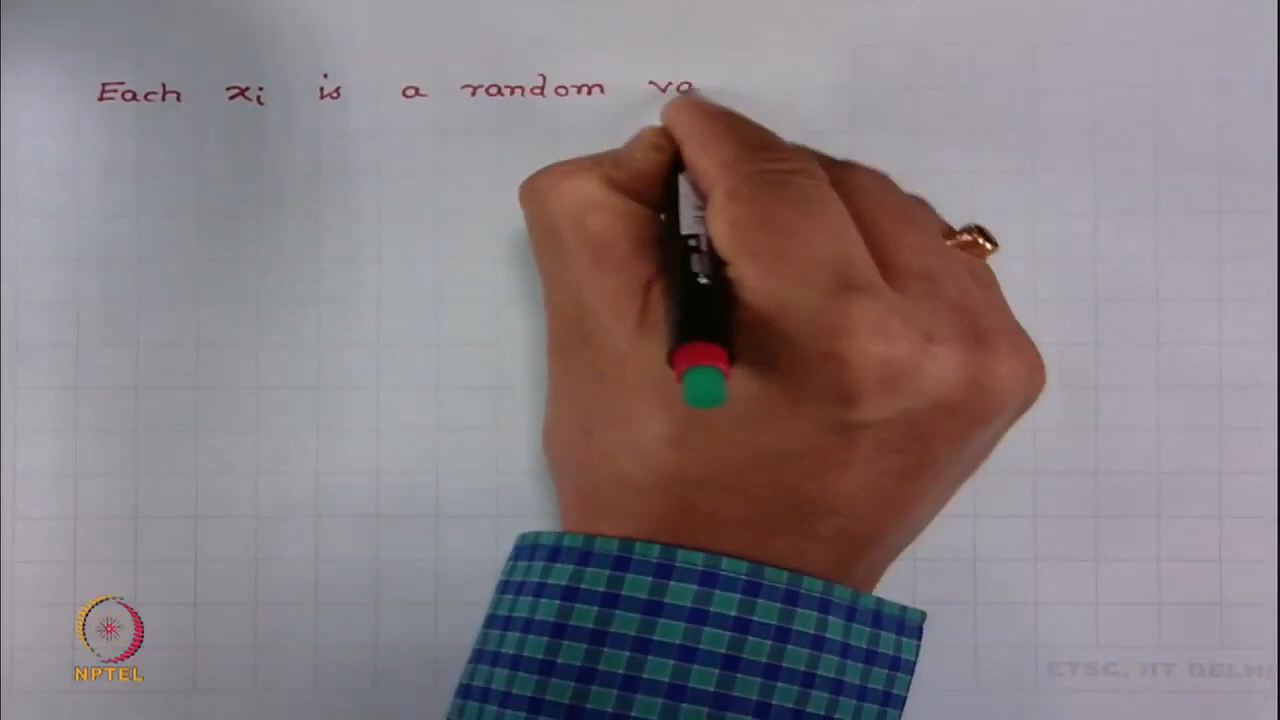 Each xi is a random va
NPTEL
ETSC, IIT DELHI